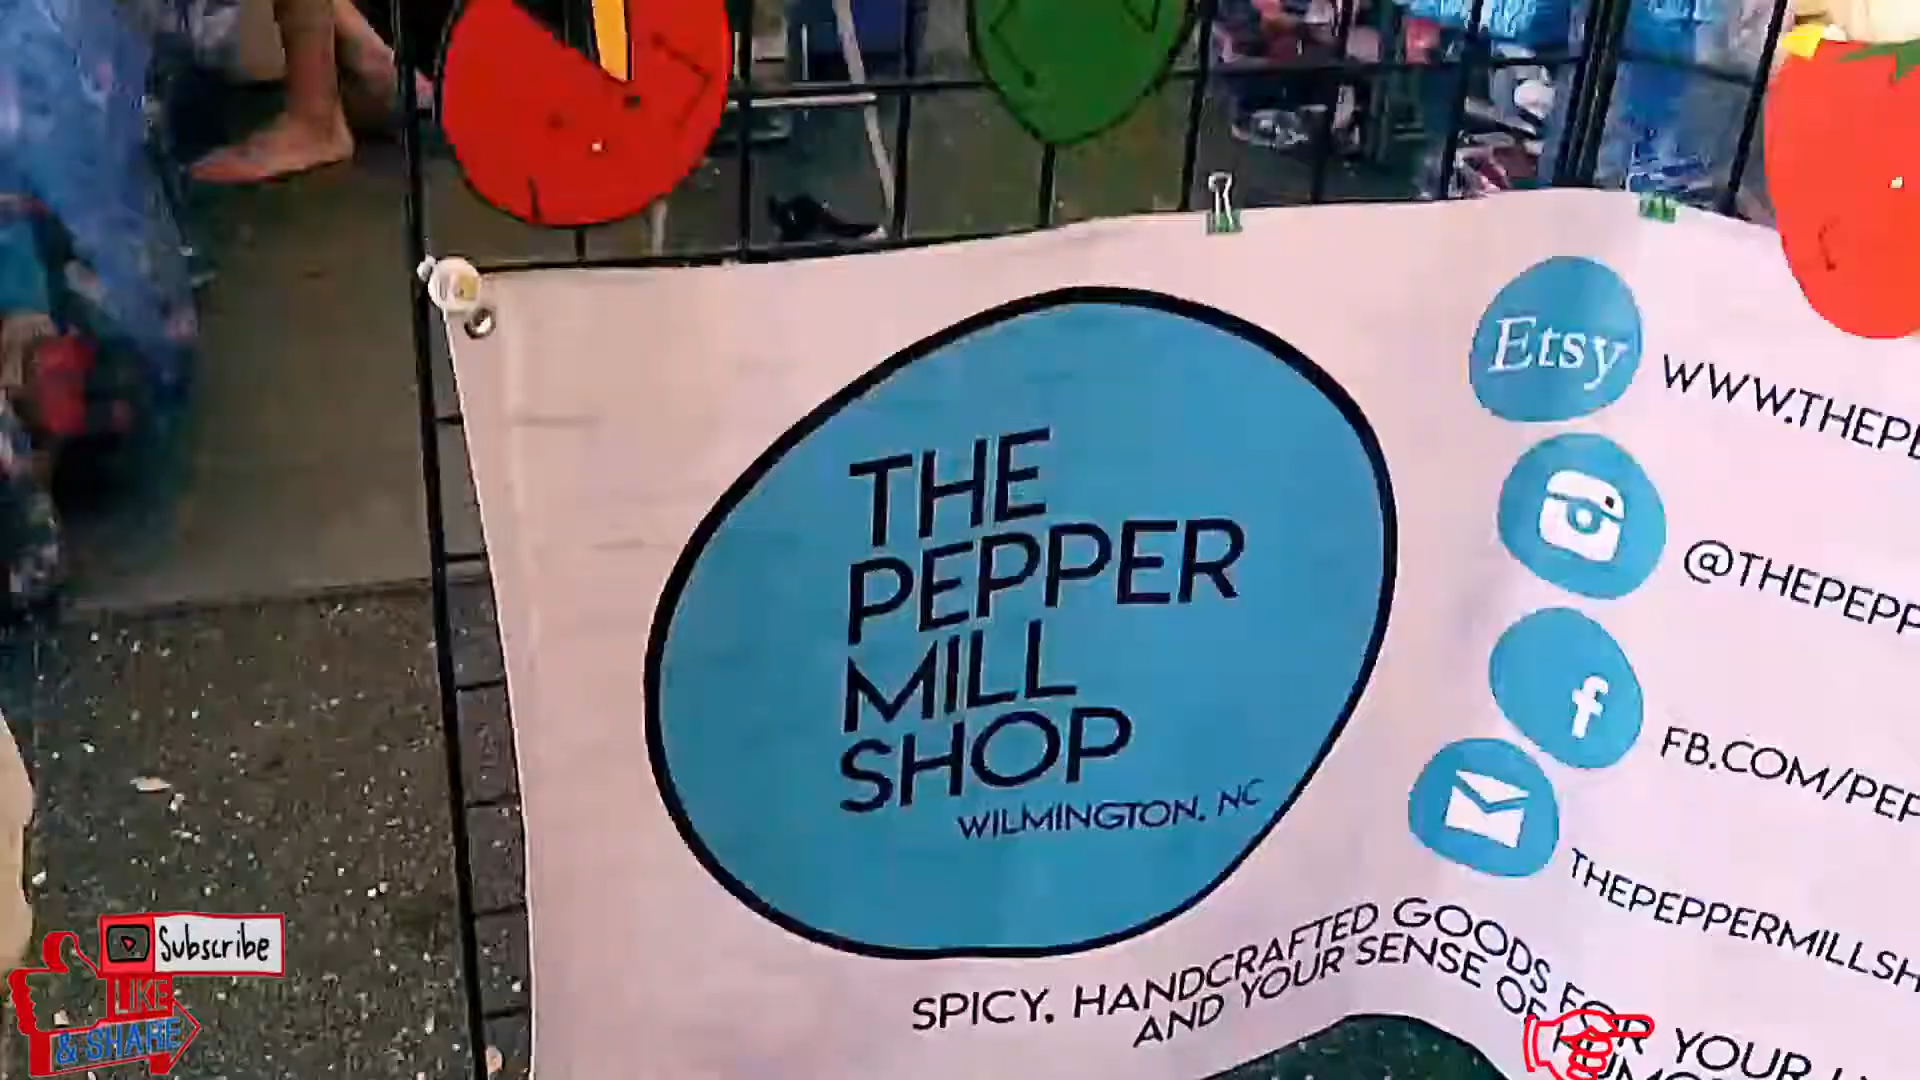 THE
PEPPER
MILL
SHOP
WILMINGTON, NC
Etsy
WWW.THEPE
@THEPEPP
FB.COM/PEP
THEPEPPERMILLSH
SPICY, HANDCRAFTED GOODS FOR YOUR
AND YOUR SENSE OF
Subscribe
LIKE
& SHARE